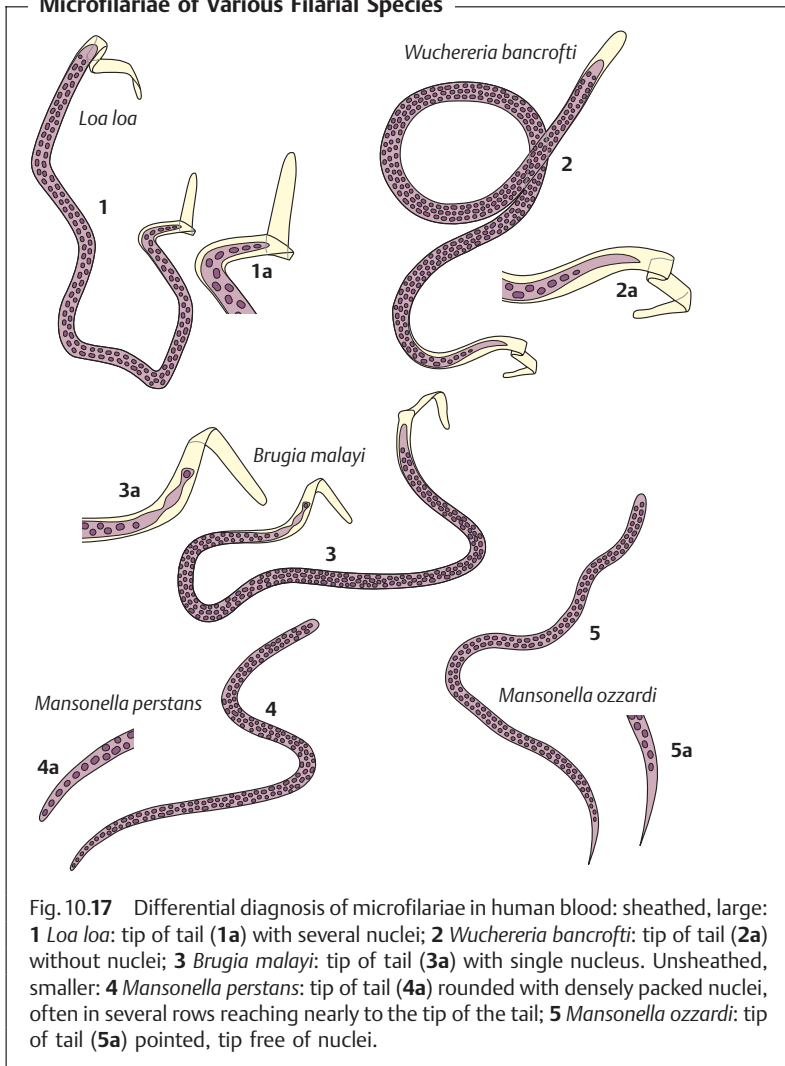 Microfilariae of Various Filarial Species
Loa loa
Wuchereria bancrofti
1
2
1a
2a
Brugia malayi
3a
3
5
Mansonella perstans
4
Mansonella ozzardi
4a
5a
Fig. 10.17 Differential diagnosis of microfilariae in human blood: sheathed, large:
1 Loa loa: tip of tail (1a) with several nuclei; 2 Wuchereria bancrofti: tip of tail (2a)
without nuclei; 3 Brugia malayi: tip of tail (3a) with single nucleus. Unsheathed,
smaller: 4 Mansonella perstans: tip of tail (4a) rounded with densely packed nuclei,
often in several rows reaching nearly to the tip of the tail; 5 Mansonella ozzardi: tip
of tail (5a) pointed, tip free of nuclei.